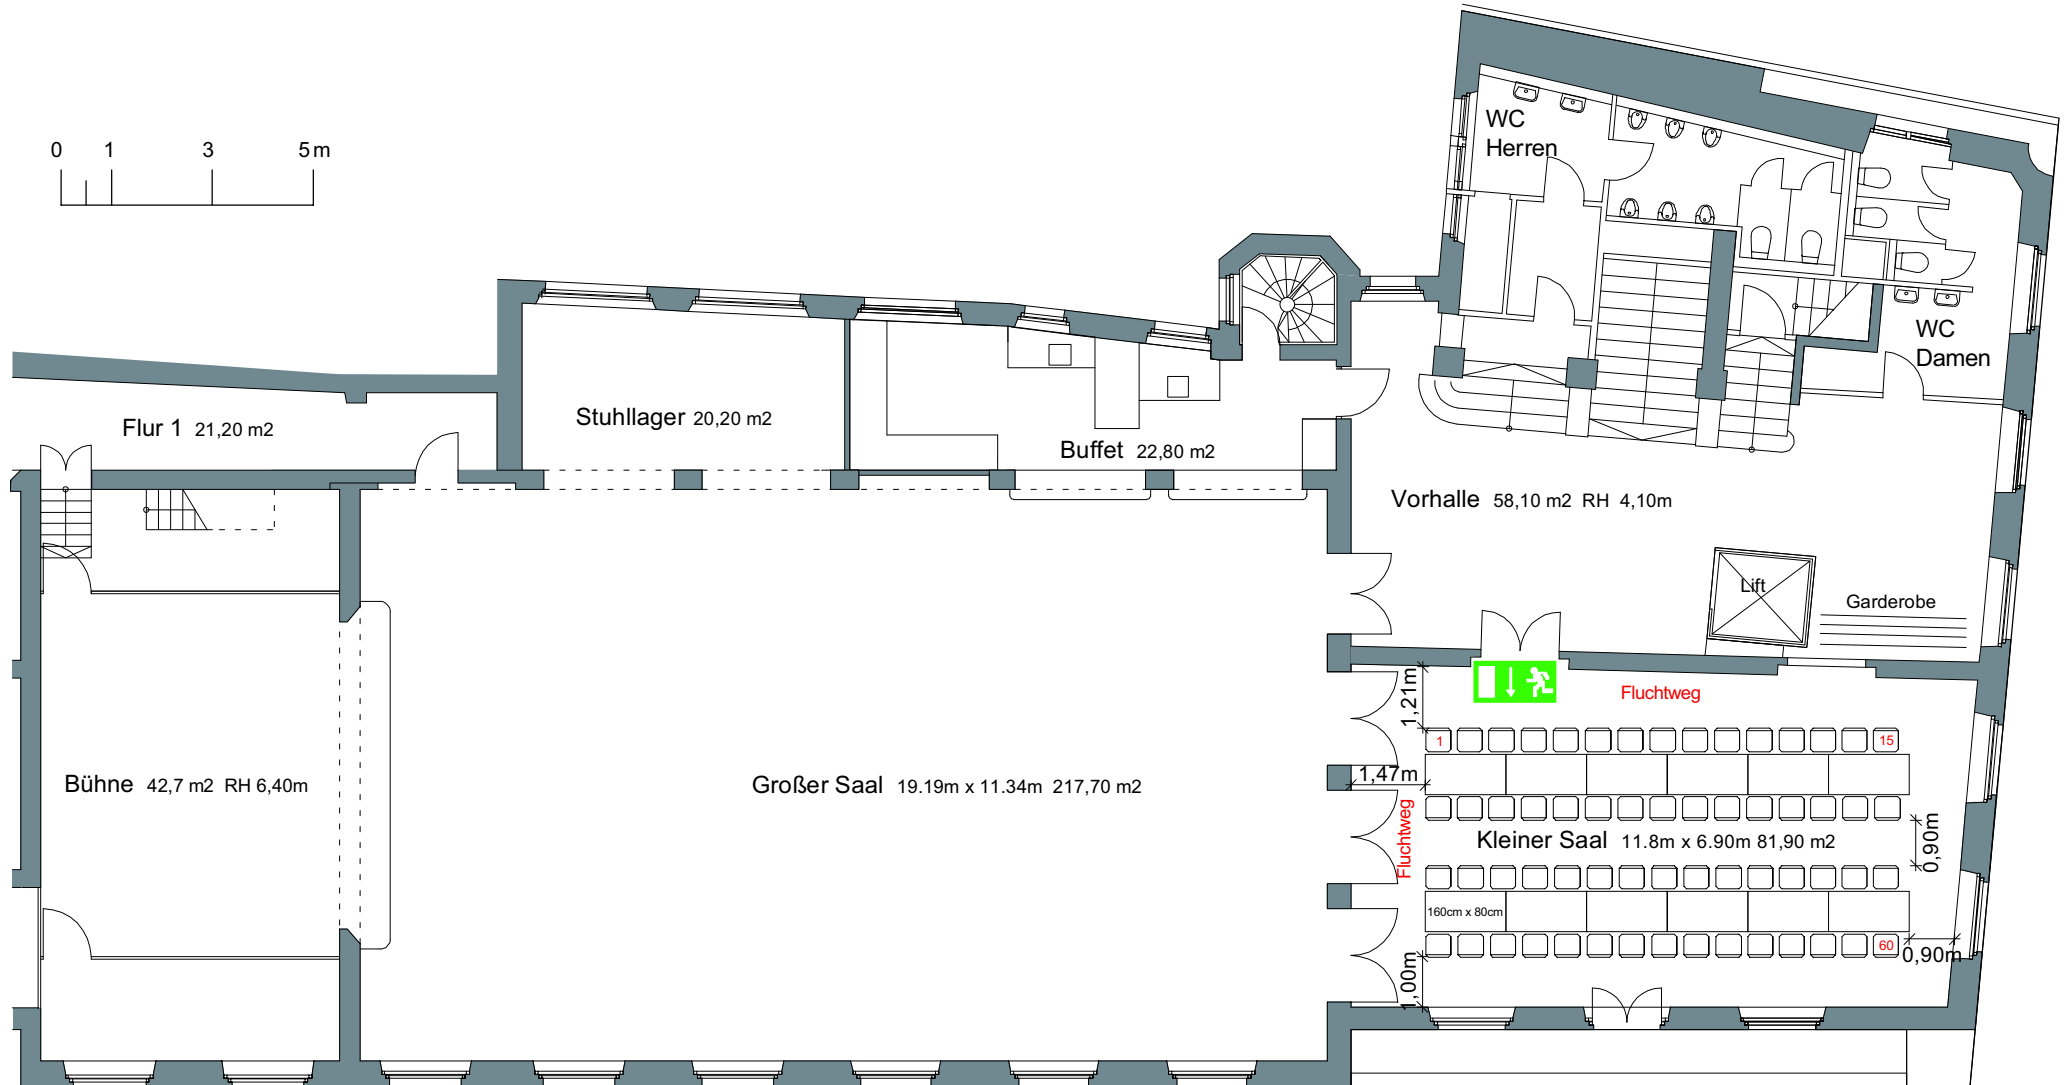 WC
Herren
0 1 3 5 m
WC
Damen
Flur 1 21,20 m2
Stuhllager 20,20 m2
Buffet 22,80 m2
Vorhalle 58,10 m2 RH 4,10m
Lift
Garderobe
1,21m
Fluchtweg
1
15
1,47m
Bühne 42,7 m2 RH 6,40m
Großer Saal 19.19m x 11.34m 217,70 m2
Fluchtweg
Kleiner Saal 11.8m x 6.90m 81,90 m2
0,90m
160cm x 80cm
60
0,90m
1,00m